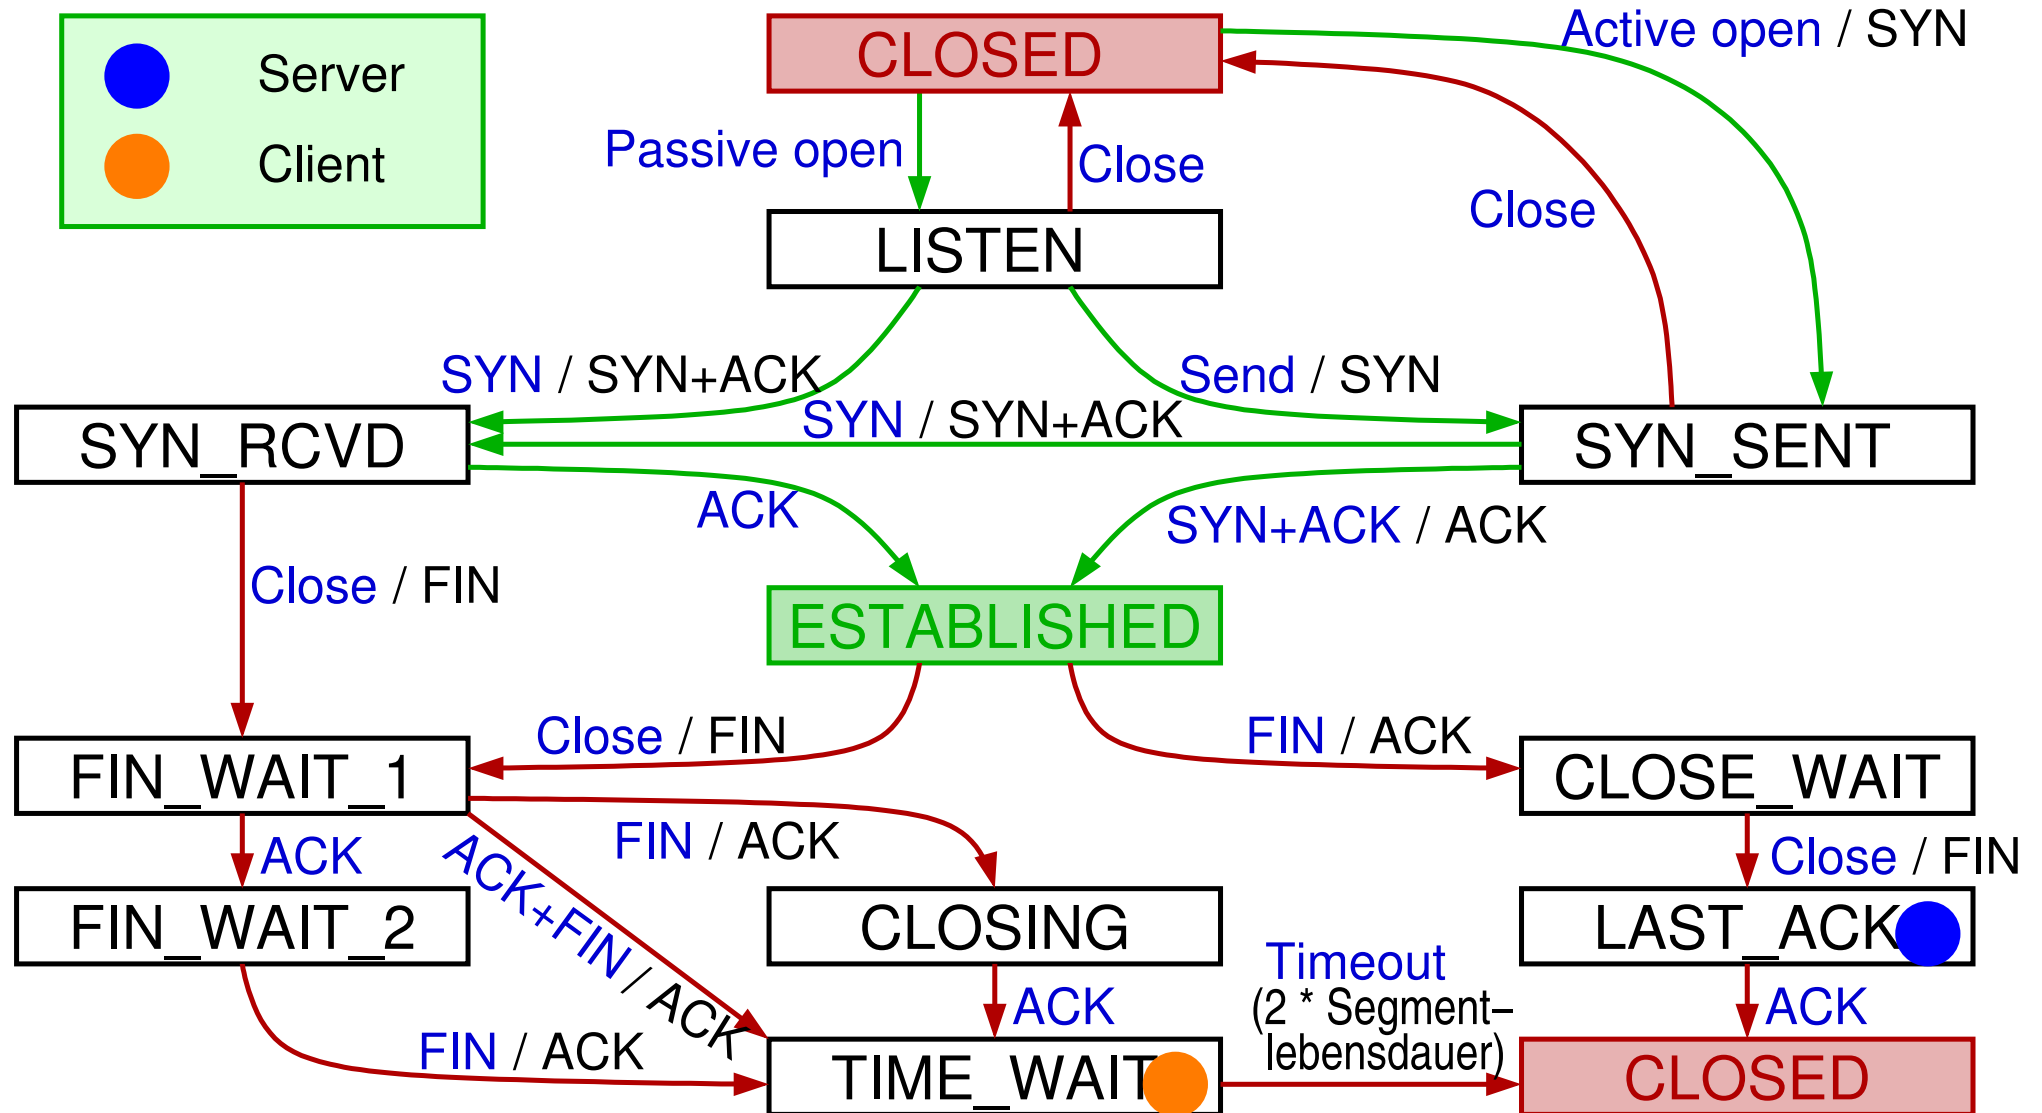 Server
Client
CLOSED
Active open / SYN
Passive open
Close
Close
LISTEN
SYN / SYN+ACK
Send / SYN
SYN / SYN+ACK
SYN_RCVD
SYN_SENT
ACK
SYN+ACK / ACK
Close / FIN
ESTABLISHED
Close / FIN
FIN / ACK
FIN_WAIT_1
CLOSE_WAIT
ACK
ACK+FIN / ACK
FIN / ACK
Close / FIN
FIN_WAIT_2
CLOSING
LAST_ACK
Timeout
(2 * Segment–
lebensdauer)
ACK
ACK
FIN / ACK
TIME_WAIT
CLOSED